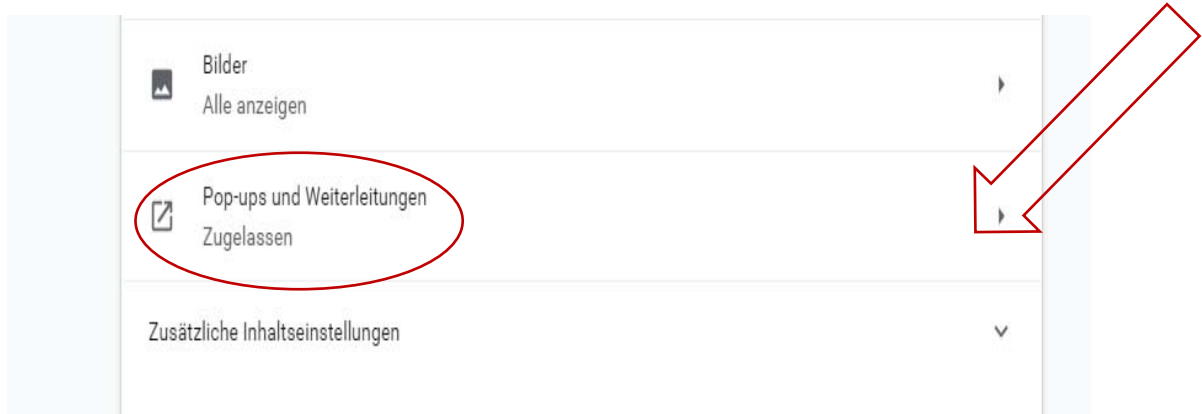 Bilder
Alle anzeigen
Pop-ups und Weiterleitungen
Zugelassen
Zusätzliche Inhaltseinstellungen